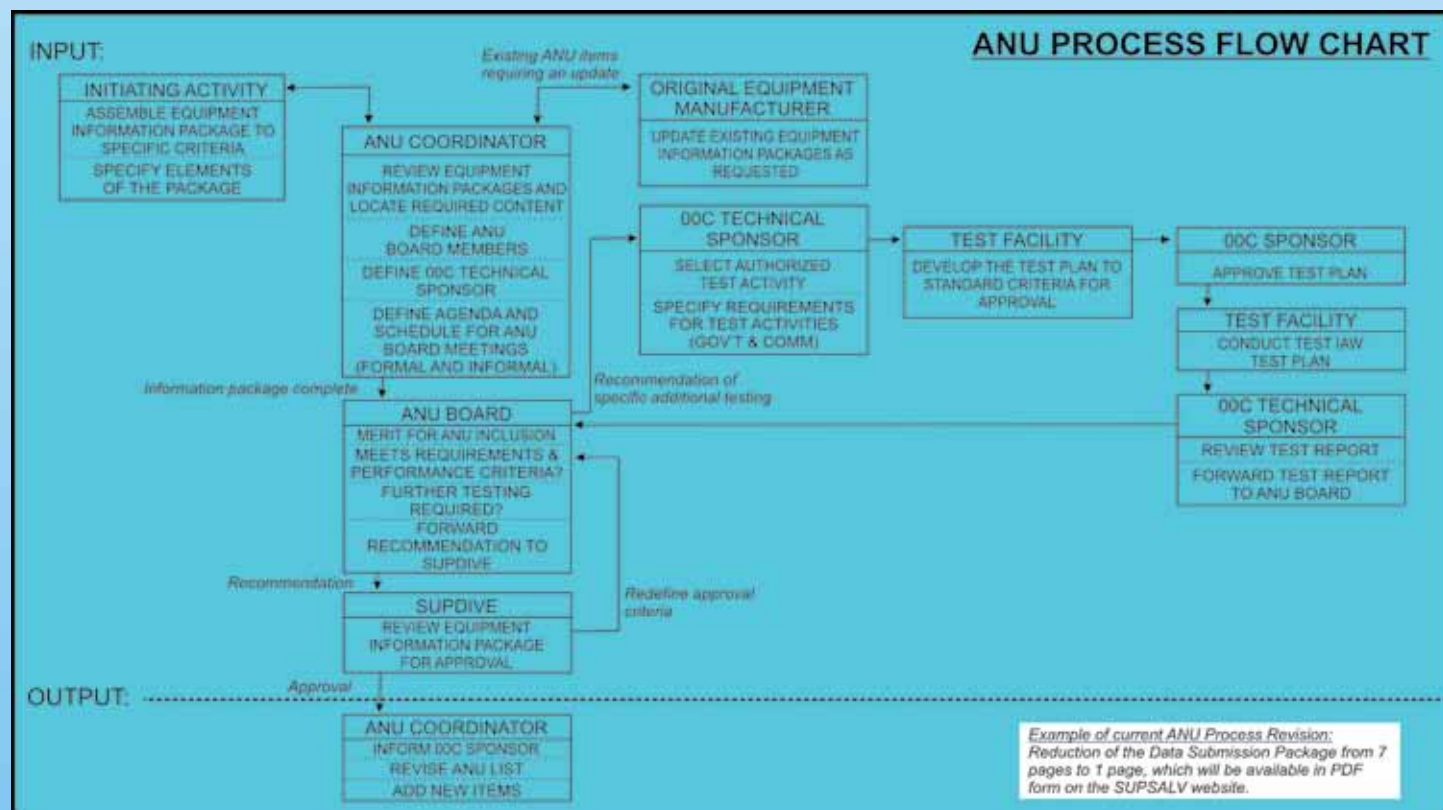 ANU PROCESS FLOW CHART
INPUT:
INITIATING ACTIVITY
ASSEMBLE EQUIPMENT
INFORMATION PACKAGE TO
SPECIFIC CRITERIA
SPECIFY ELEMENTS
OF THE PACKAGE
Existing ANU items
requiring an update
ORIGINAL EQUIPMENT
MANUFACTURER
UPDATE EXISTING EQUIPMENT
INFORMATION PACKAGES AS
REQUESTED
ANU COORDINATOR
REVIEW EQUIPMENT
INFORMATION PACKAGES AND
LOCATE REQUIRED CONTENT
DEFINE ANU
BOARD MEMBERS
DEFINE 00C TECHNICAL
SPONSOR
DEFINE AGENDA AND
SCHEDULE FOR ANU
BOARD MEETINGS
(FORMAL AND INFORMAL)
00C TECHNICAL
SPONSOR
SELECT AUTHORIZED
TEST ACTIVITY
SPECIFY REQUIREMENTS
FOR TEST ACTIVITIES
(GOV'T & COMM)
TEST FACILITY
DEVELOP THE TEST PLAN TO
STANDARD CRITERIA FOR
APPROVAL
00C SPONSOR
APPROVE TEST PLAN
TEST FACILITY
CONDUCT TEST IAW
TEST PLAN
00C TECHNICAL
SPONSOR
REVIEW TEST REPORT
FORWARD TEST REPORT
TO ANU BOARD
Information package complete
Recommendation of
specific additional testing
ANU BOARD
MERIT FOR ANU INCLUSION
MEETS REQUIREMENTS &
PERFORMANCE CRITERIA?
FURTHER TESTING
REQUIRED?
FORWARD
RECOMMENDATION TO
SUPDIVE
Recommendation
Redefine approval
criteria
SUPDIVE
REVIEW EQUIPMENT
INFORMATION PACKAGE
FOR APPROVAL
Approval
OUTPUT:
ANU COORDINATOR
INFORM 00C SPONSOR
REVISE ANU LIST
ADD NEW ITEMS
Example of current ANU Process Revision:
Reduction of the Data Submission Package from 7
pages to 1 page, which will be available in PDF
form on the SUPSALV website.